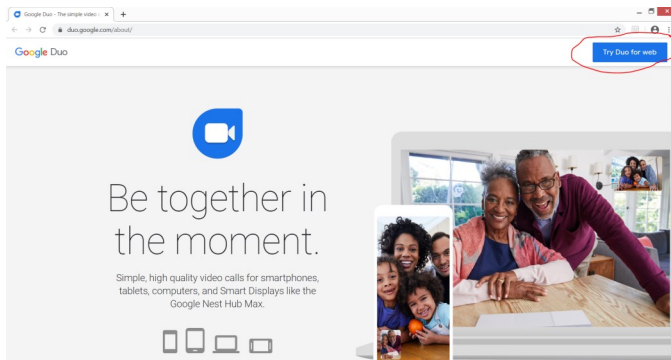 Google Duo - The simple video c
duo.google.com/about/
Google Duo
Try Duo for web
Be together in
the moment.
Simple, high quality video calls for smartphones,
tablets, computers, and Smart Displays like the
Google Nest Hub Max.